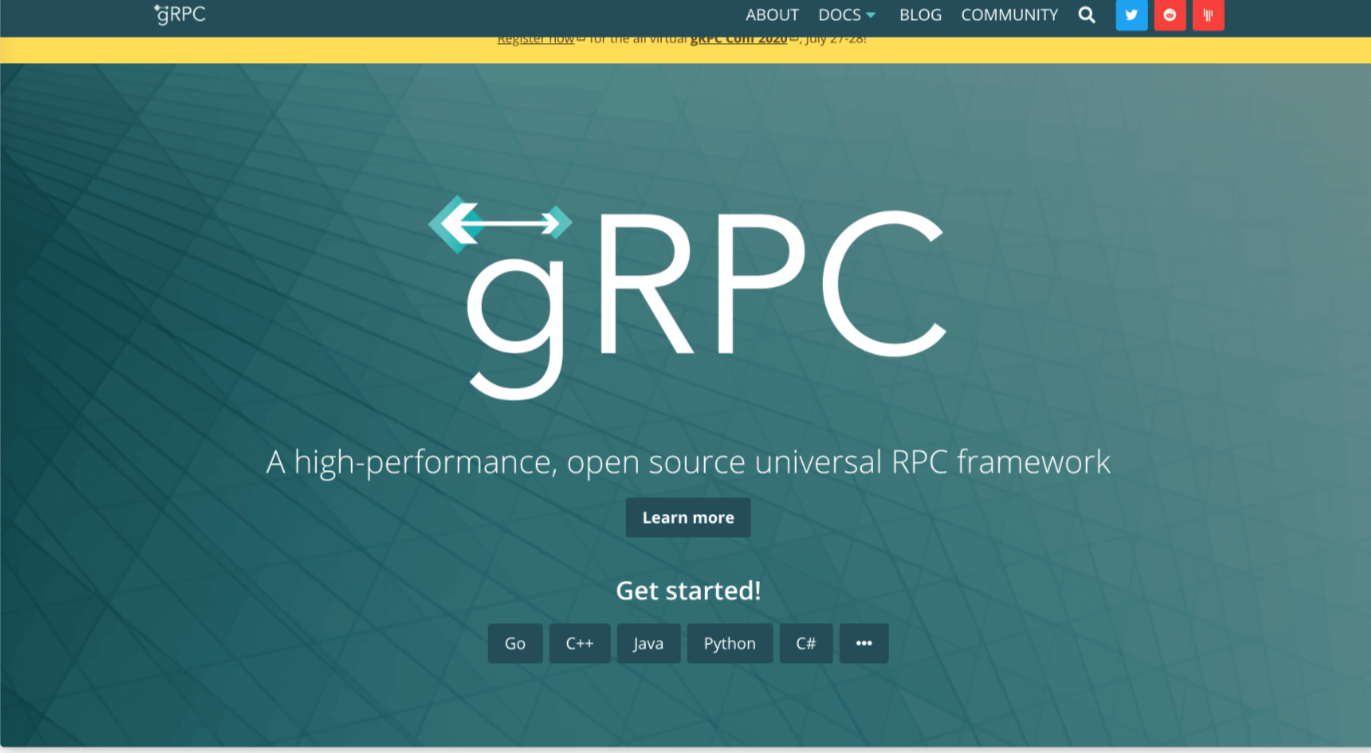 gRPC
ABOUT DOCS BLOG COMMUNITY
Register now for the all virtual gRPC Conf 2020, July 27-28!
gRPC
A high-performance, open source universal RPC framework
Learn more
Get started!
Go C++ Java Python C# •••